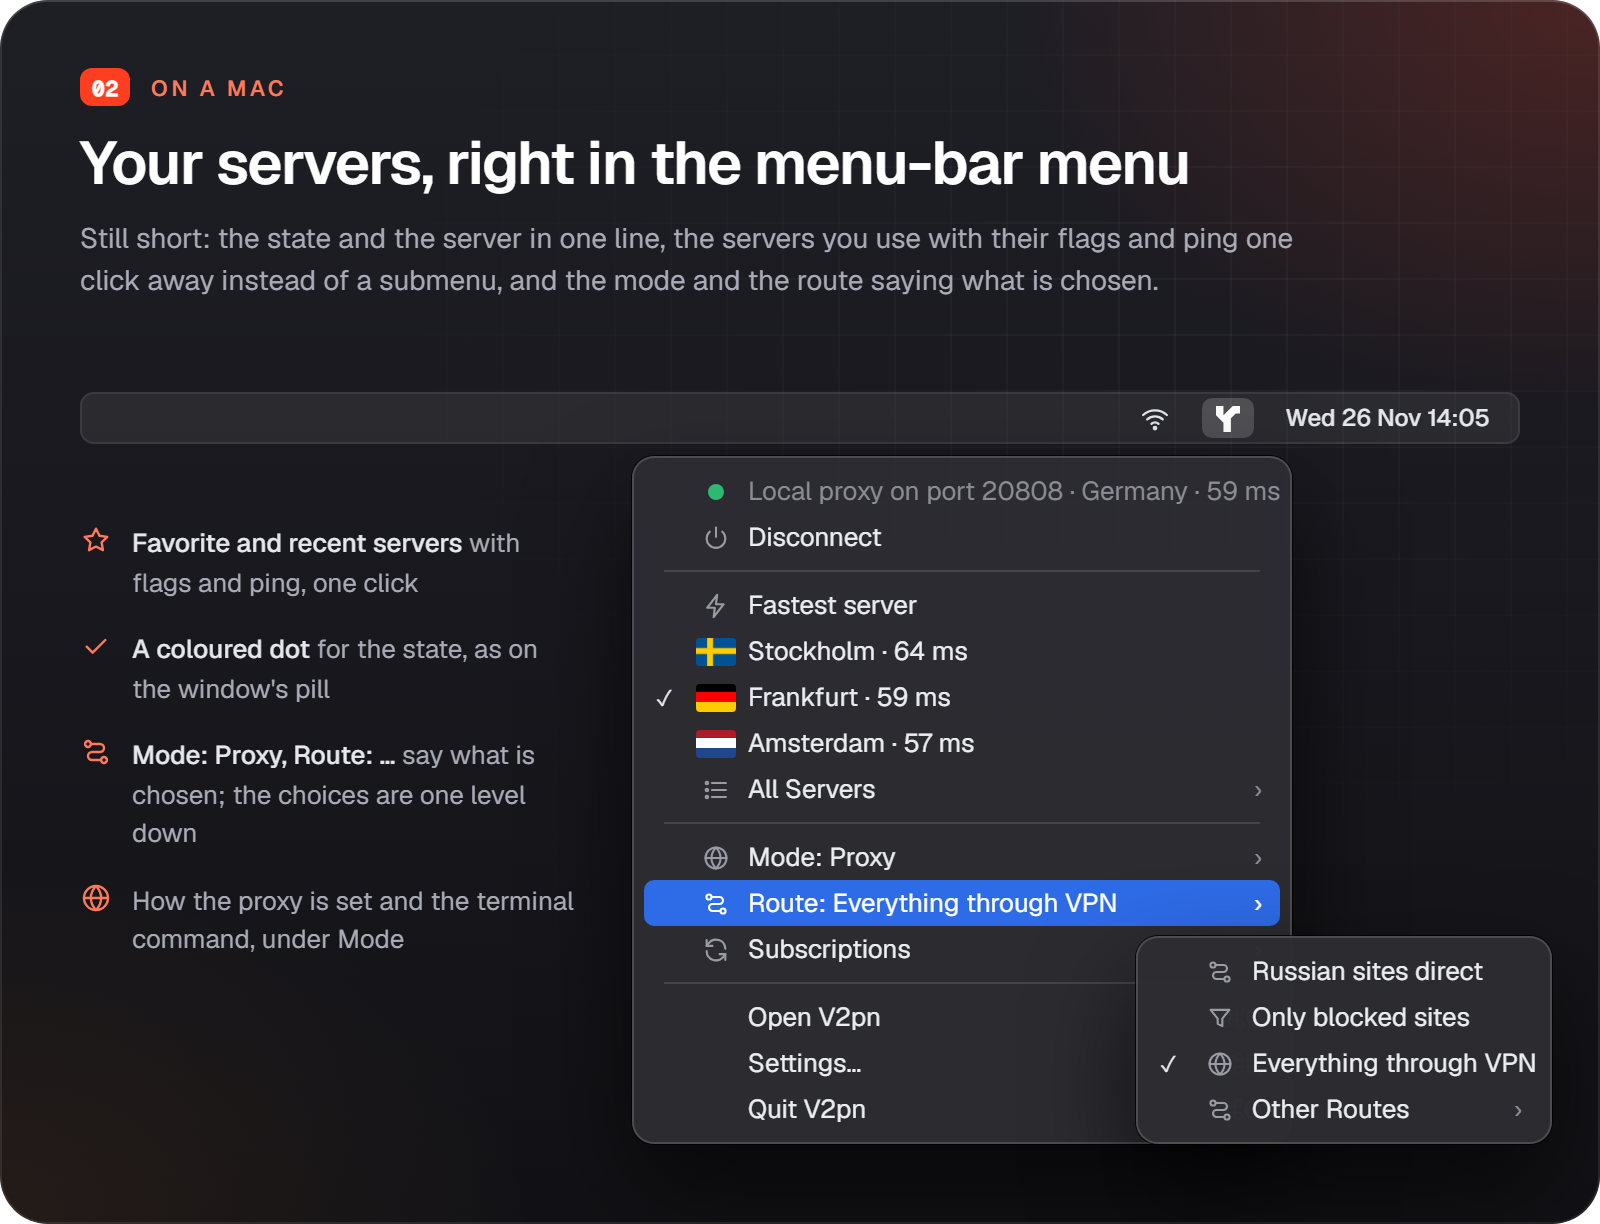 02 ON A MAC
Your servers, right in the menu-bar menu
Still short: the state and the server in one line, the servers you use with their flags and ping one
click away instead of a submenu, and the mode and the route saying what is chosen.
Wed 26 Nov 14:05
Favorite and recent servers with
flags and ping, one click
A coloured dot for the state, as on
the window's pill
Mode: Proxy, Route: ... say what is
chosen; the choices are one level
down
How the proxy is set and the terminal
command, under Mode
Local proxy on port 20808 · Germany · 59 ms
Disconnect
Fastest server
Stockholm · 64 ms
Frankfurt · 59 ms
Amsterdam · 57 ms
All Servers
Mode: Proxy
Route: Everything through VPN
Subscriptions
Open V2pn
Settings...
Quit V2pn
Russian sites direct
Only blocked sites
Everything through VPN
Other Routes